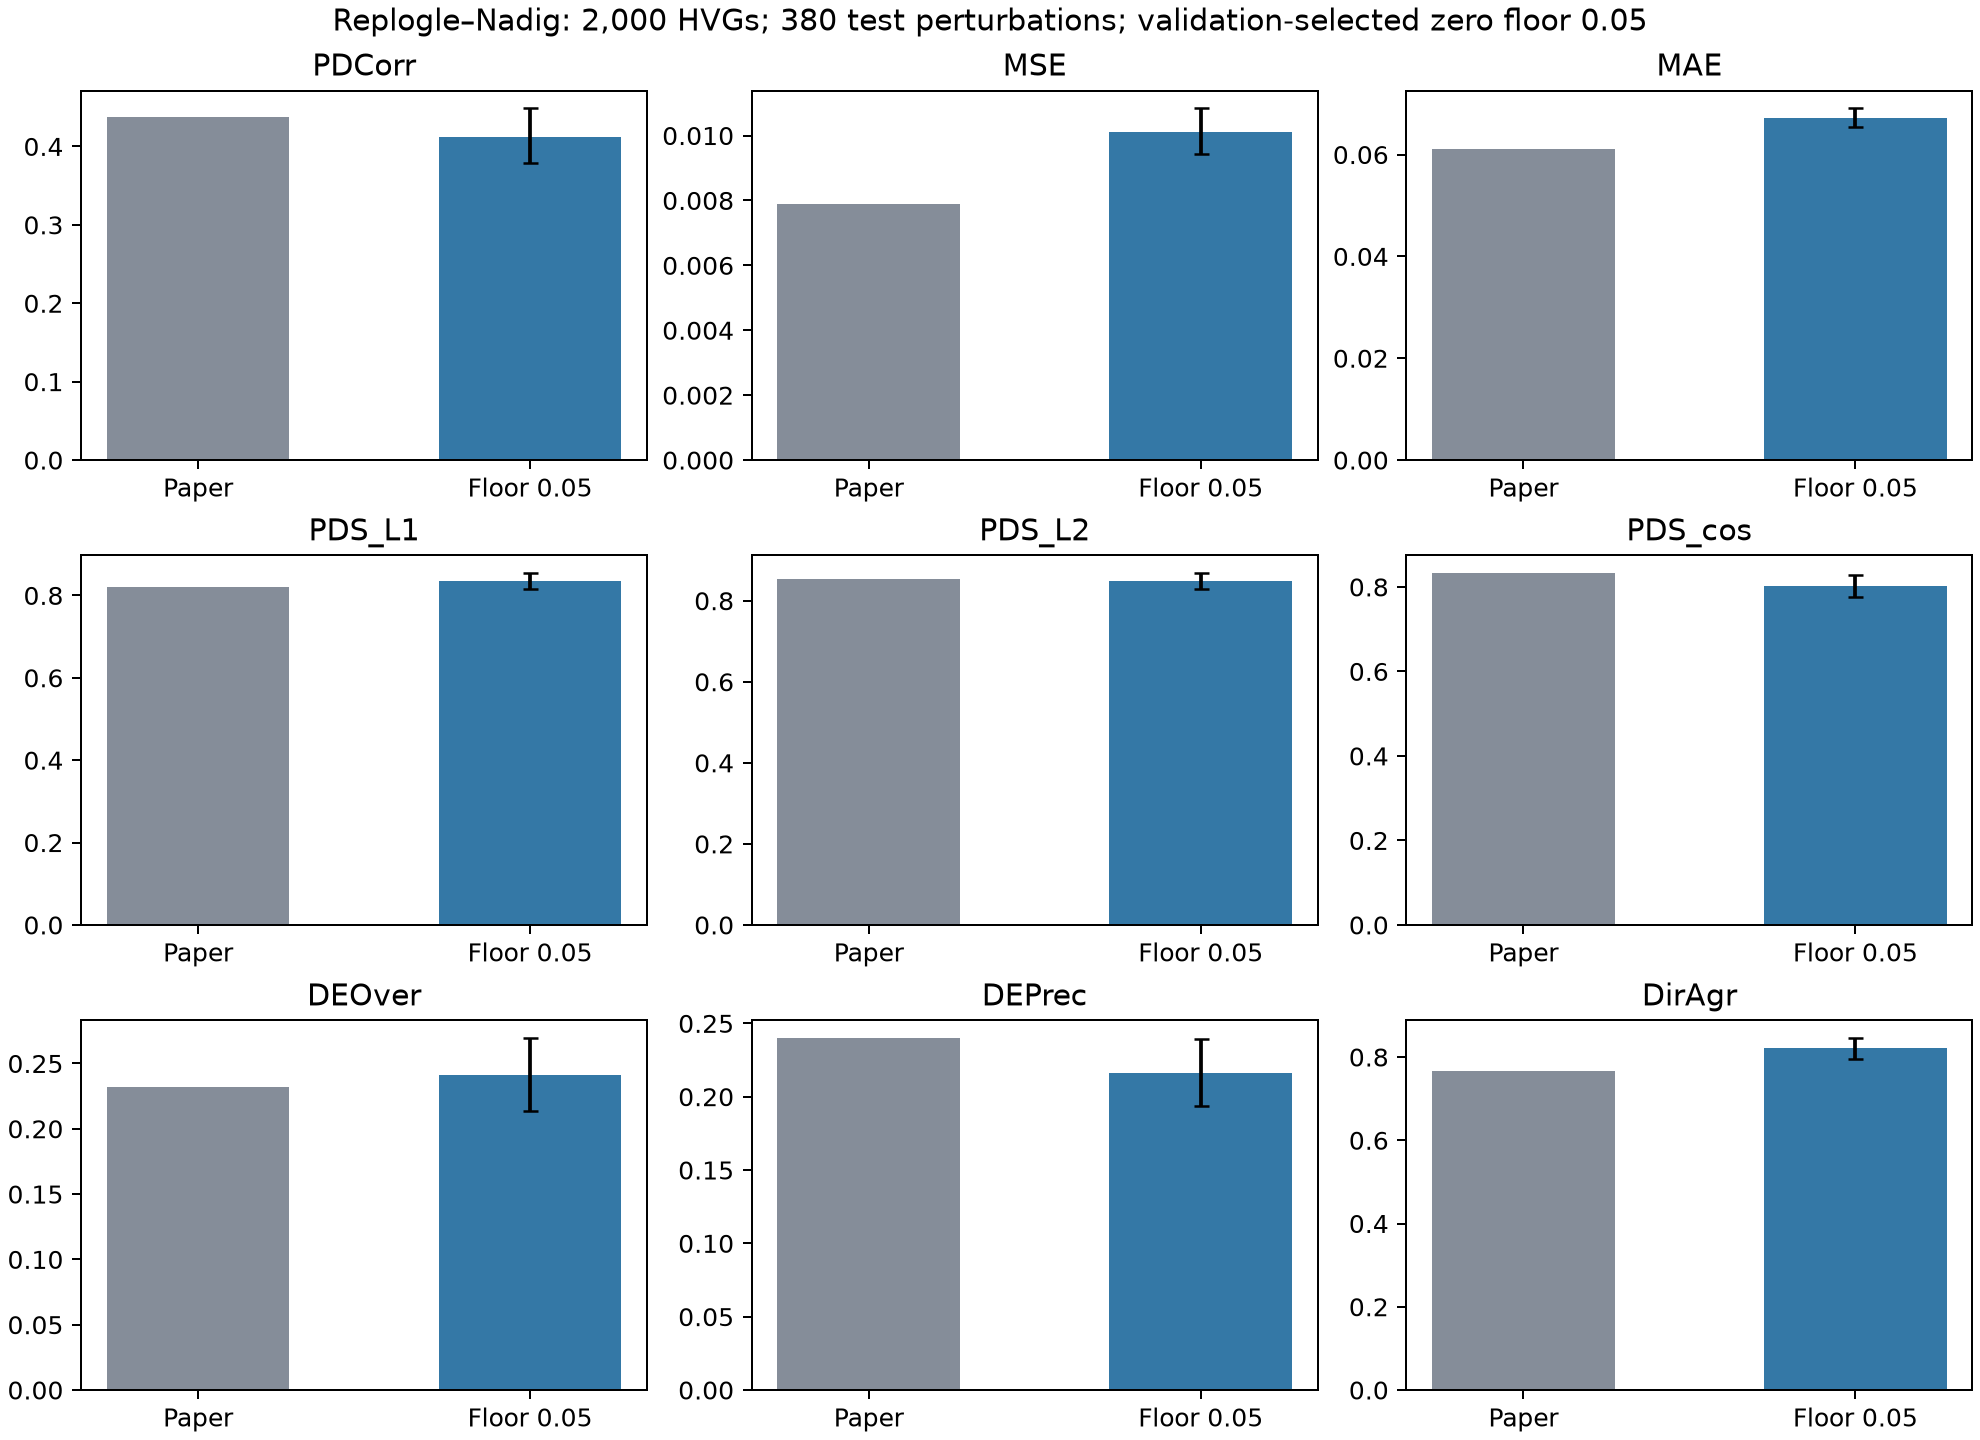 Replogle–Nadig: 2,000 HVGs; 380 test perturbations; validation-selected zero floor 0.05
PDCorr
0.4
0.3
0.2
0.1
0.0
Paper
Floor 0.05
MSE
0.010
0.008
0.006
0.004
0.002
0.000
Paper
Floor 0.05
MAE
0.06
0.04
0.02
0.00
Paper
Floor 0.05
PDS_L1
0.8
0.6
0.4
0.2
0.0
Paper
Floor 0.05
PDS_L2
0.8
0.6
0.4
0.2
0.0
Paper
Floor 0.05
PDS_cos
0.8
0.6
0.4
0.2
0.0
Paper
Floor 0.05
DEOver
0.25
0.20
0.15
0.10
0.05
0.00
Paper
Floor 0.05
DEPrec
0.25
0.20
0.15
0.10
0.05
0.00
Paper
Floor 0.05
DirAgr
0.8
0.6
0.4
0.2
0.0
Paper
Floor 0.05